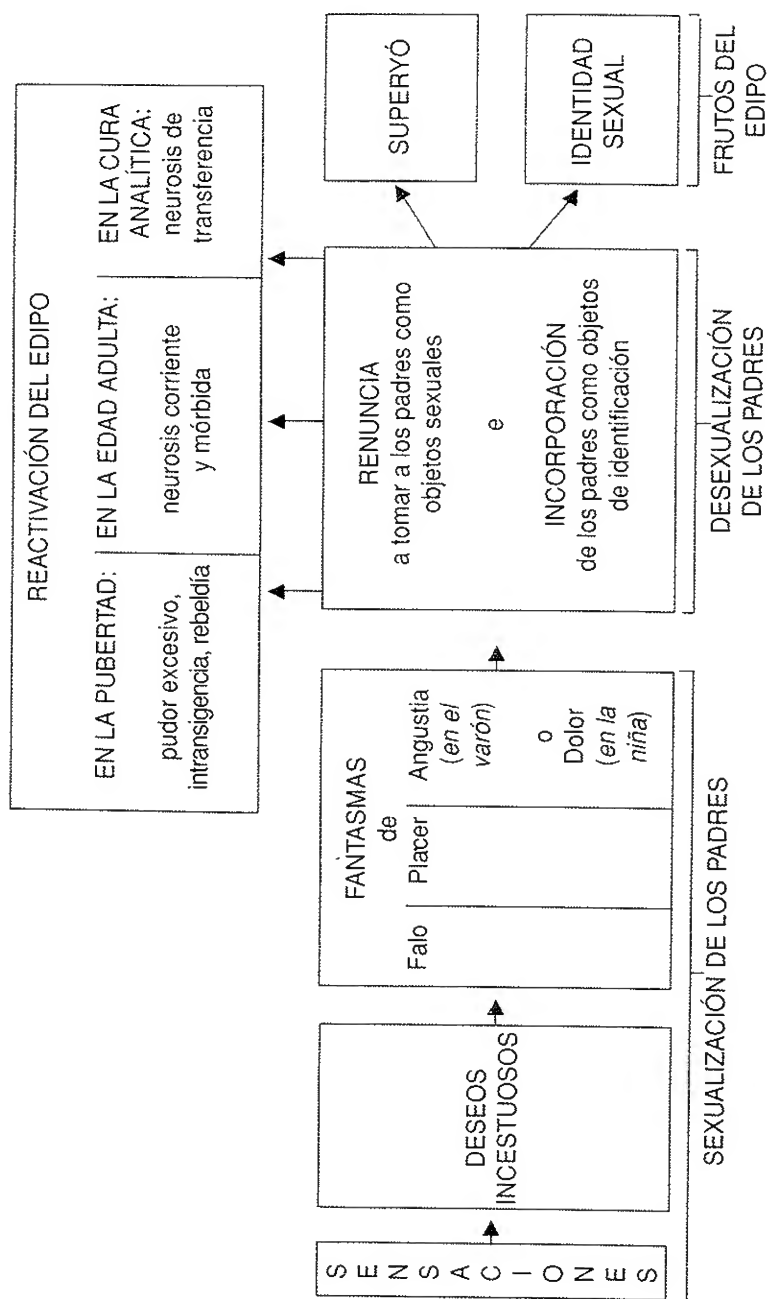 REACTIVACIÓN DEL EDIPO
EN LA PUBERTAD:
pudor excesivo,
intransigencia, rebeldía
EN LA EDAD ADULTA:
neurosis corriente
y mórbida
EN LA CURA
ANALÍTICA:
neurosis de
transferencia
S
E
N
S
A
C
I
O
N
E
S
DESEOS
INCESTUOSOS
FANTASMAS
de
Falo
Placer
Angustia
(en el
varón)
o
Dolor
(en la
niña)
RENUNCIA
a tomar a los padres como
objetos sexuales
e
INCORPORACIÓN
de los padres como objetos
de identificación
SUPERYÓ
IDENTIDAD
SEXUAL
SEXUALIZACIÓN DE LOS PADRES
DESEXUALIZACIÓN
DE LOS PADRES
FRUTOS DEL
EDIPO